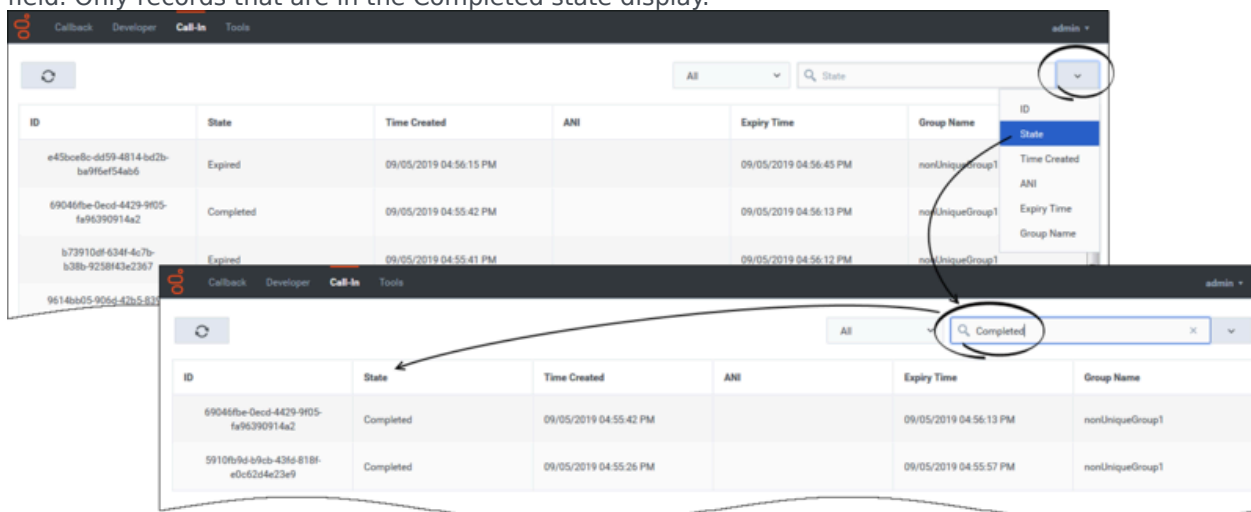 field. Only records that are in the Completed state display.
Callback Developer Call-In Tools admin
All State
ID State Time Created ANI Expiry Time Group Name
ID
State
Time Created
ANI
Expiry Time
Group Name
e45bce8c-dd59-4814-bd2b-
ba9f6ef54ab6
Expired 09/05/2019 04:56:15 PM 09/05/2019 04:56:45 PM nonUniqueGroup1
69046fbe-0ecd-4429-9f05-
fa96390914a2
Completed 09/05/2019 04:55:42 PM 09/05/2019 04:56:13 PM nonUniqueGroup1
b73910df-634f-4c7b-
b38b-9258f43e2367
Expired 09/05/2019 04:55:41 PM 09/05/2019 04:56:12 PM nonUniqueGroup1
9614bb05-906d-42b5-83
Callback Developer Call-In Tools admin
All Completed
ID State Time Created ANI Expiry Time Group Name
69046fbe-0ecd-4429-9f05-
fa96390914a2
Completed 09/05/2019 04:55:42 PM 09/05/2019 04:56:13 PM nonUniqueGroup1
5910fb9d-b9cb-43fd-818f-
e0c62d4e23e9
Completed 09/05/2019 04:55:26 PM 09/05/2019 04:55:57 PM nonUniqueGroup1